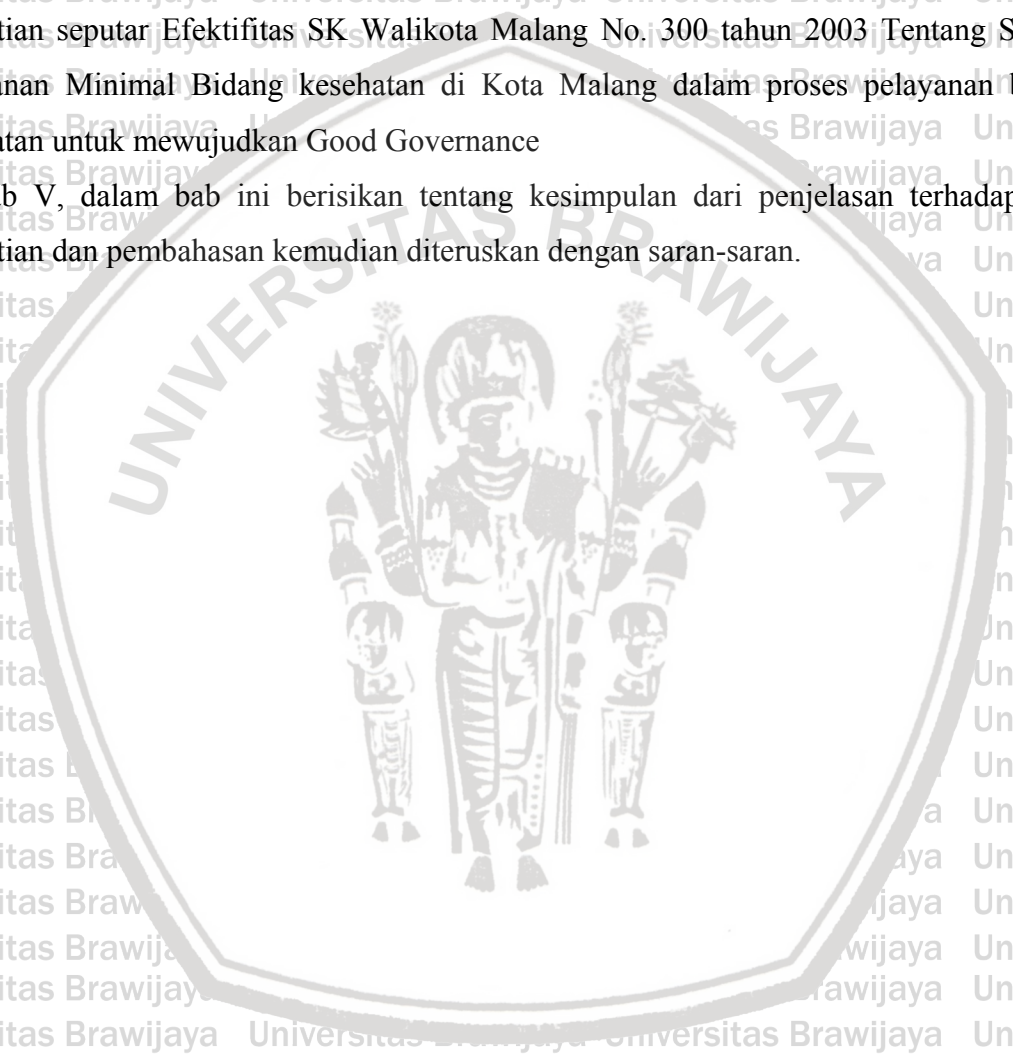 tian seputar Efektifitas SK Walikota Malang No. 300 tahun 2003 Tentang S
anan Minimal Bidang kesehatan di Kota Malang dalam proses pelayanan b
atan untuk mewujudkan Good Governance
b V, dalam bab ini berisikan tentang kesimpulan dari penjelasan terhadap
tian dan pembahasan kemudian diteruskan dengan saran-saran.
UNIVERSITAS BRAWIJAYA